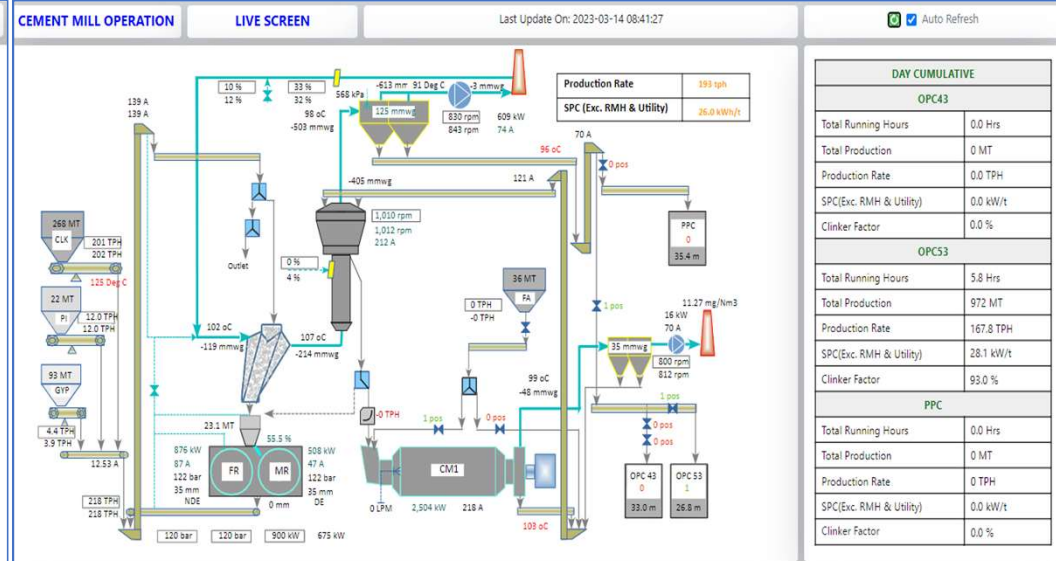 CEMENT MILL OPERATION
LIVE SCREEN
Last Update On: 2023-03-14 08:41:27
Auto Refresh
10 %
12 %
33 %
32 %
98 oC
-503 mmwg
568 kPa
-613 mm
91 Deg C
-3 mmwg
125 mmwg
830 rpm
843 rpm
609 kW
74 A
Production Rate 193 tph
SPC (Exc. RMH & Utility) 26.0 kWh/t
139 A
139 A
96 oC
70 A
0 pos
-405 mmwg
121 A
1,010 rpm
1,012 rpm
212 A
PPC
0
35.4 m
268 MT
CLK
201 TPH
202 TPH
125 Deg C
Outlet
0 %
4 %
22 MT
PI
12.0 TPH
12.0 TPH
36 MT
FA
0 TPH
-0 TPH
1 pos
11.27 mg/Nm3
16 kW
70 A
102 oC
-119 mmwg
107 oC
-214 mmwg
35 mmwg
800 rpm
812 rpm
93 MT
GYP
4.4 TPH
3.9 TPH
99 oC
-48 mmwg
1 pos
-0 TPH
1 pos
0 pos
0 pos
0 pos
23.1 MT
55.5 %
12.53 A
876 kW
87 A
122 bar
35 mm
NDE
FR
MR
508 kW
47 A
122 bar
35 mm
DE
0 mm
CM1
0 LPM
2,504 kW
218 A
103 oC
OPC 43
0
33.0 m
OPC 53
1
26.8 m
218 TPH
218 TPH
120 bar
120 bar
900 kW
675 kW
DAY CUMULATIVE
OPC43
Total Running Hours 0.0 Hrs
Total Production 0 MT
Production Rate 0.0 TPH
SPC(Exc. RMH & Utility) 0.0 kW/t
Clinker Factor 0.0 %
OPC53
Total Running Hours 5.8 Hrs
Total Production 972 MT
Production Rate 167.8 TPH
SPC(Exc. RMH & Utility) 28.1 kW/t
Clinker Factor 93.0 %
PPC
Total Running Hours 0.0 Hrs
Total Production 0 MT
Production Rate 0 TPH
SPC(Exc. RMH & Utility) 0.0 kW/t
Clinker Factor 0.0 %